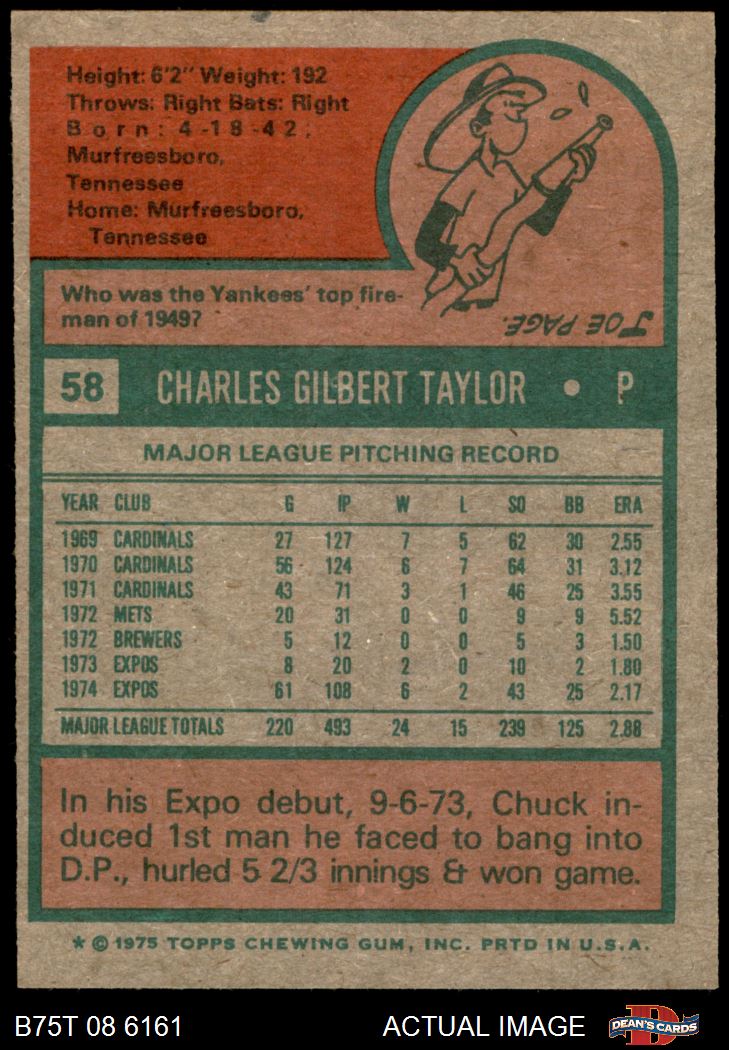 Height: 6'2" Weight: 192
Throws: Right Bats: Right
Born: 4-18-42;
Murfreesboro,
Tennessee
Home: Murfreesboro,
Tennessee
Who was the Yankees' top fire-
man of 1949?
JOE PAGE.
58 CHARLES GILBERT TAYLOR • P
MAJOR LEAGUE PITCHING RECORD
YEAR CLUB G IP W L SO BB ERA
1969 CARDINALS 27 127 7 5 62 30 2.55
1970 CARDINALS 56 124 6 7 64 31 3.12
1971 CARDINALS 43 71 3 1 46 25 3.55
1972 METS 20 31 0 0 9 9 5.52
1972 BREWERS 5 12 0 0 5 3 1.50
1973 EXPOS 8 20 2 0 10 2 1.80
1974 EXPOS 61 108 6 2 43 25 2.17
MAJOR LEAGUE TOTALS 220 493 24 15 239 125 2.88
In his Expo debut, 9-6-73, Chuck in-
duced 1st man he faced to bang into
D.P., hurled 5 2/3 innings & won game.
* © 1975 TOPPS CHEWING GUM, INC. PRTD IN U.S.A.
B75T 08 6161 ACTUAL IMAGE D DEAN'S CARDS